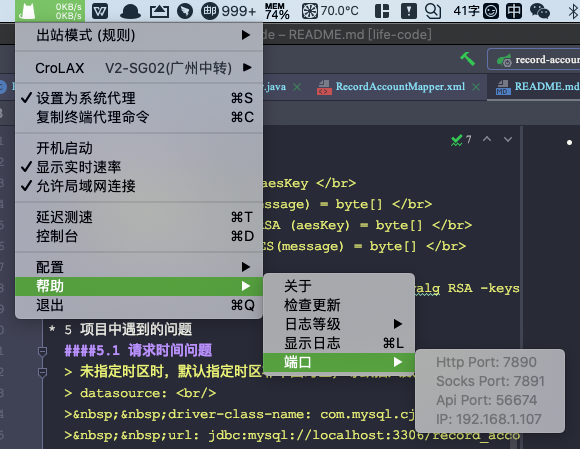 0KB/s
0KB/s
999+
MEM
74%
70.0°C
41字
de – README.md [life-code]
record-accou
.java
RecordAccountMapper.xml
README.md
7
出站模式 (规则)
CroLAX V2-SG02(广州中转)
设置为系统代理 ⌘S
复制终端代理命令 ⌘C
开机启动
显示实时速率
允许局域网连接
延迟测速 ⌘T
控制台 ⌘D
配置
帮助
退出 ⌘Q
关于
检查更新
日志等级
显示日志 ⌘L
端口
Http Port: 7890
Socks Port: 7891
Api Port: 56674
IP: 192.168.1.107
aesKey </br>
message) = byte[] </br>
RSA (aesKey) = byte[] </br>
CS(message) = byte[] </br>
yalg RSA -keys
* 5 项目中遇到的问题
####5.1 请求时间问题
> 未指定时区时，默认指定时区
> datasource: <br/>
>&nbsp;&nbsp;driver-class-name: com.mysql.cj
>&nbsp;&nbsp;url: jdbc:mysql://localhost:3306/record_acco